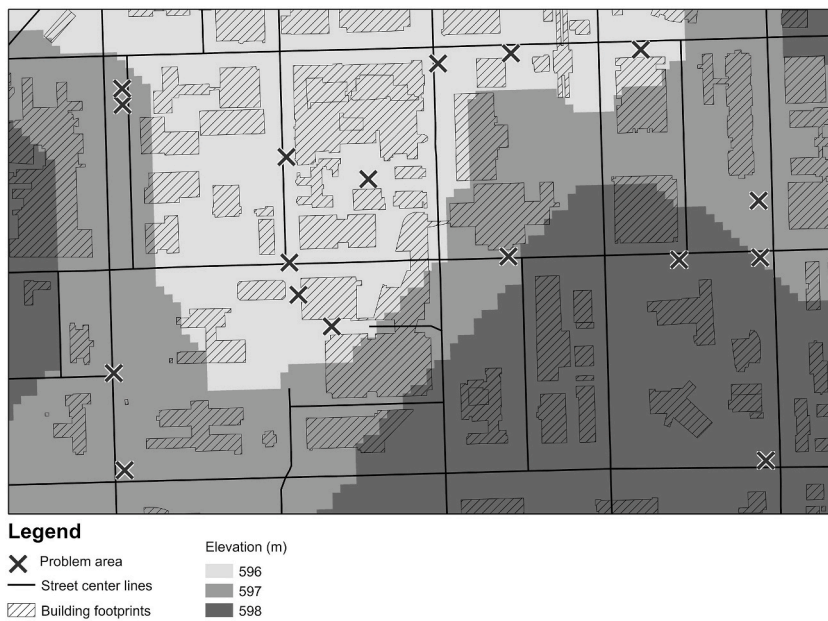 Legend
Problem area
Street center lines
Building footprints
Elevation (m)
596
597
598